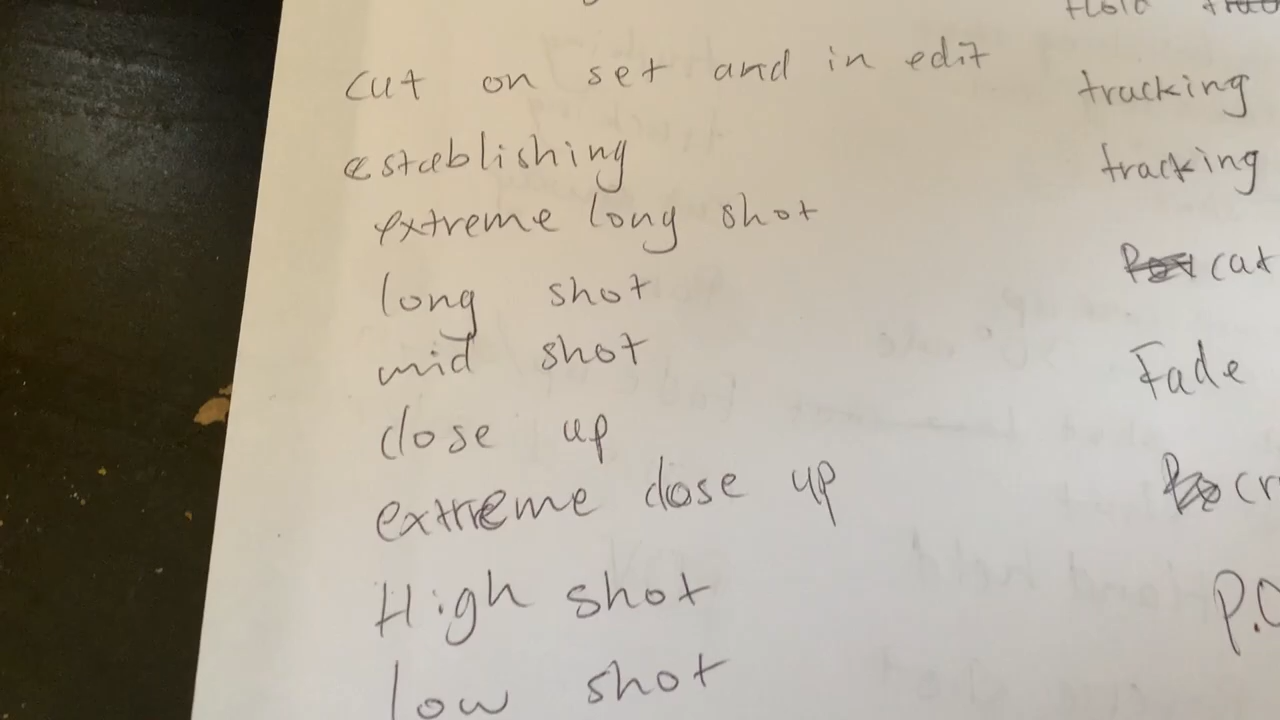 cut on set and in edit
establishing
extreme long shot
long shot
mid shot
close up
extreme close up
High shot
low shot
tracking
tracking
cut
Fade